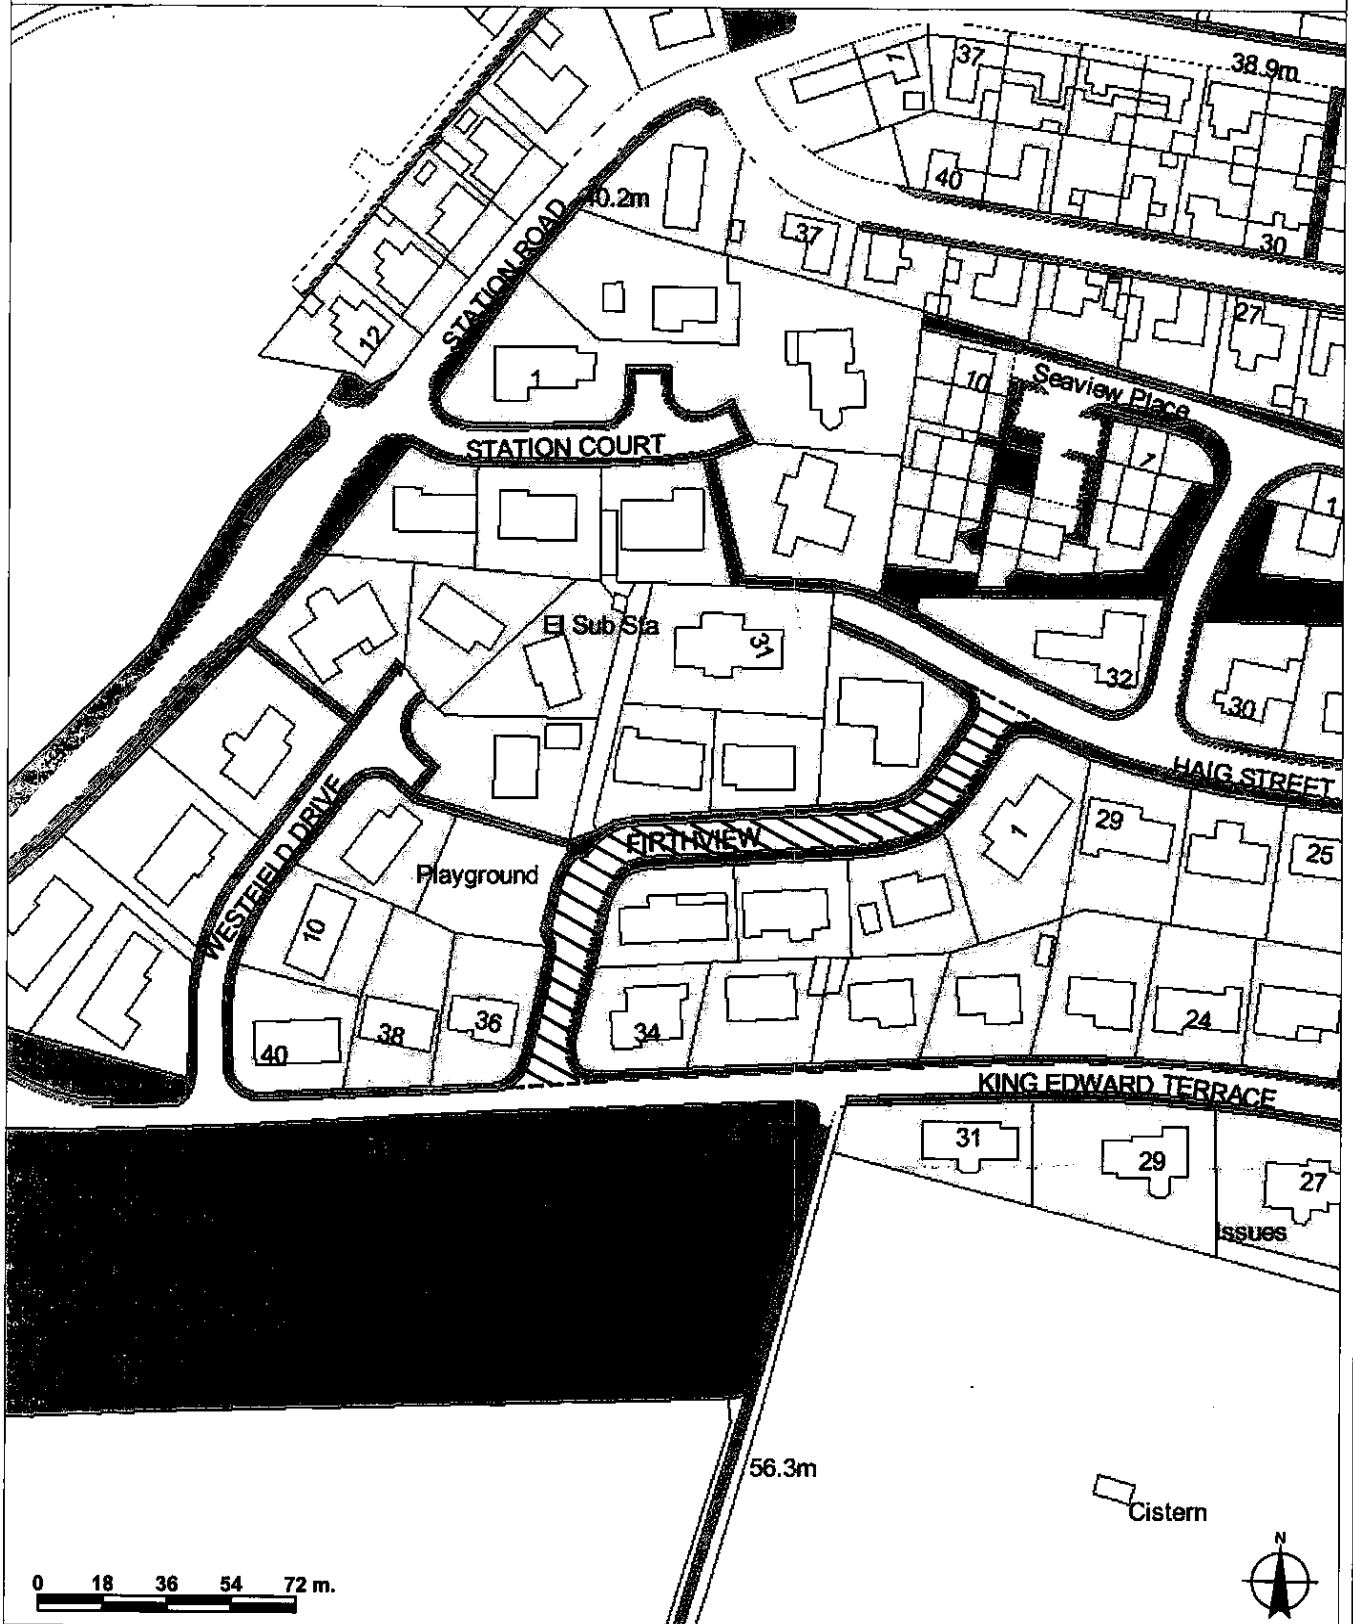 7
37
38.9m
40
30
40.2m
37
STATION ROAD
12
27
1
10
Seaview Place
STATION COURT
1
1
El Sub Sta
31
32
30
HAIG STREET
WESTFIELD DRIVE
FIRTHVIEW
1
29
25
Playground
10
40
38
36
34
24
KING EDWARD TERRACE
31
29
27
Issues
56.3m
Cistern
N
0 18 36 54 72 m.